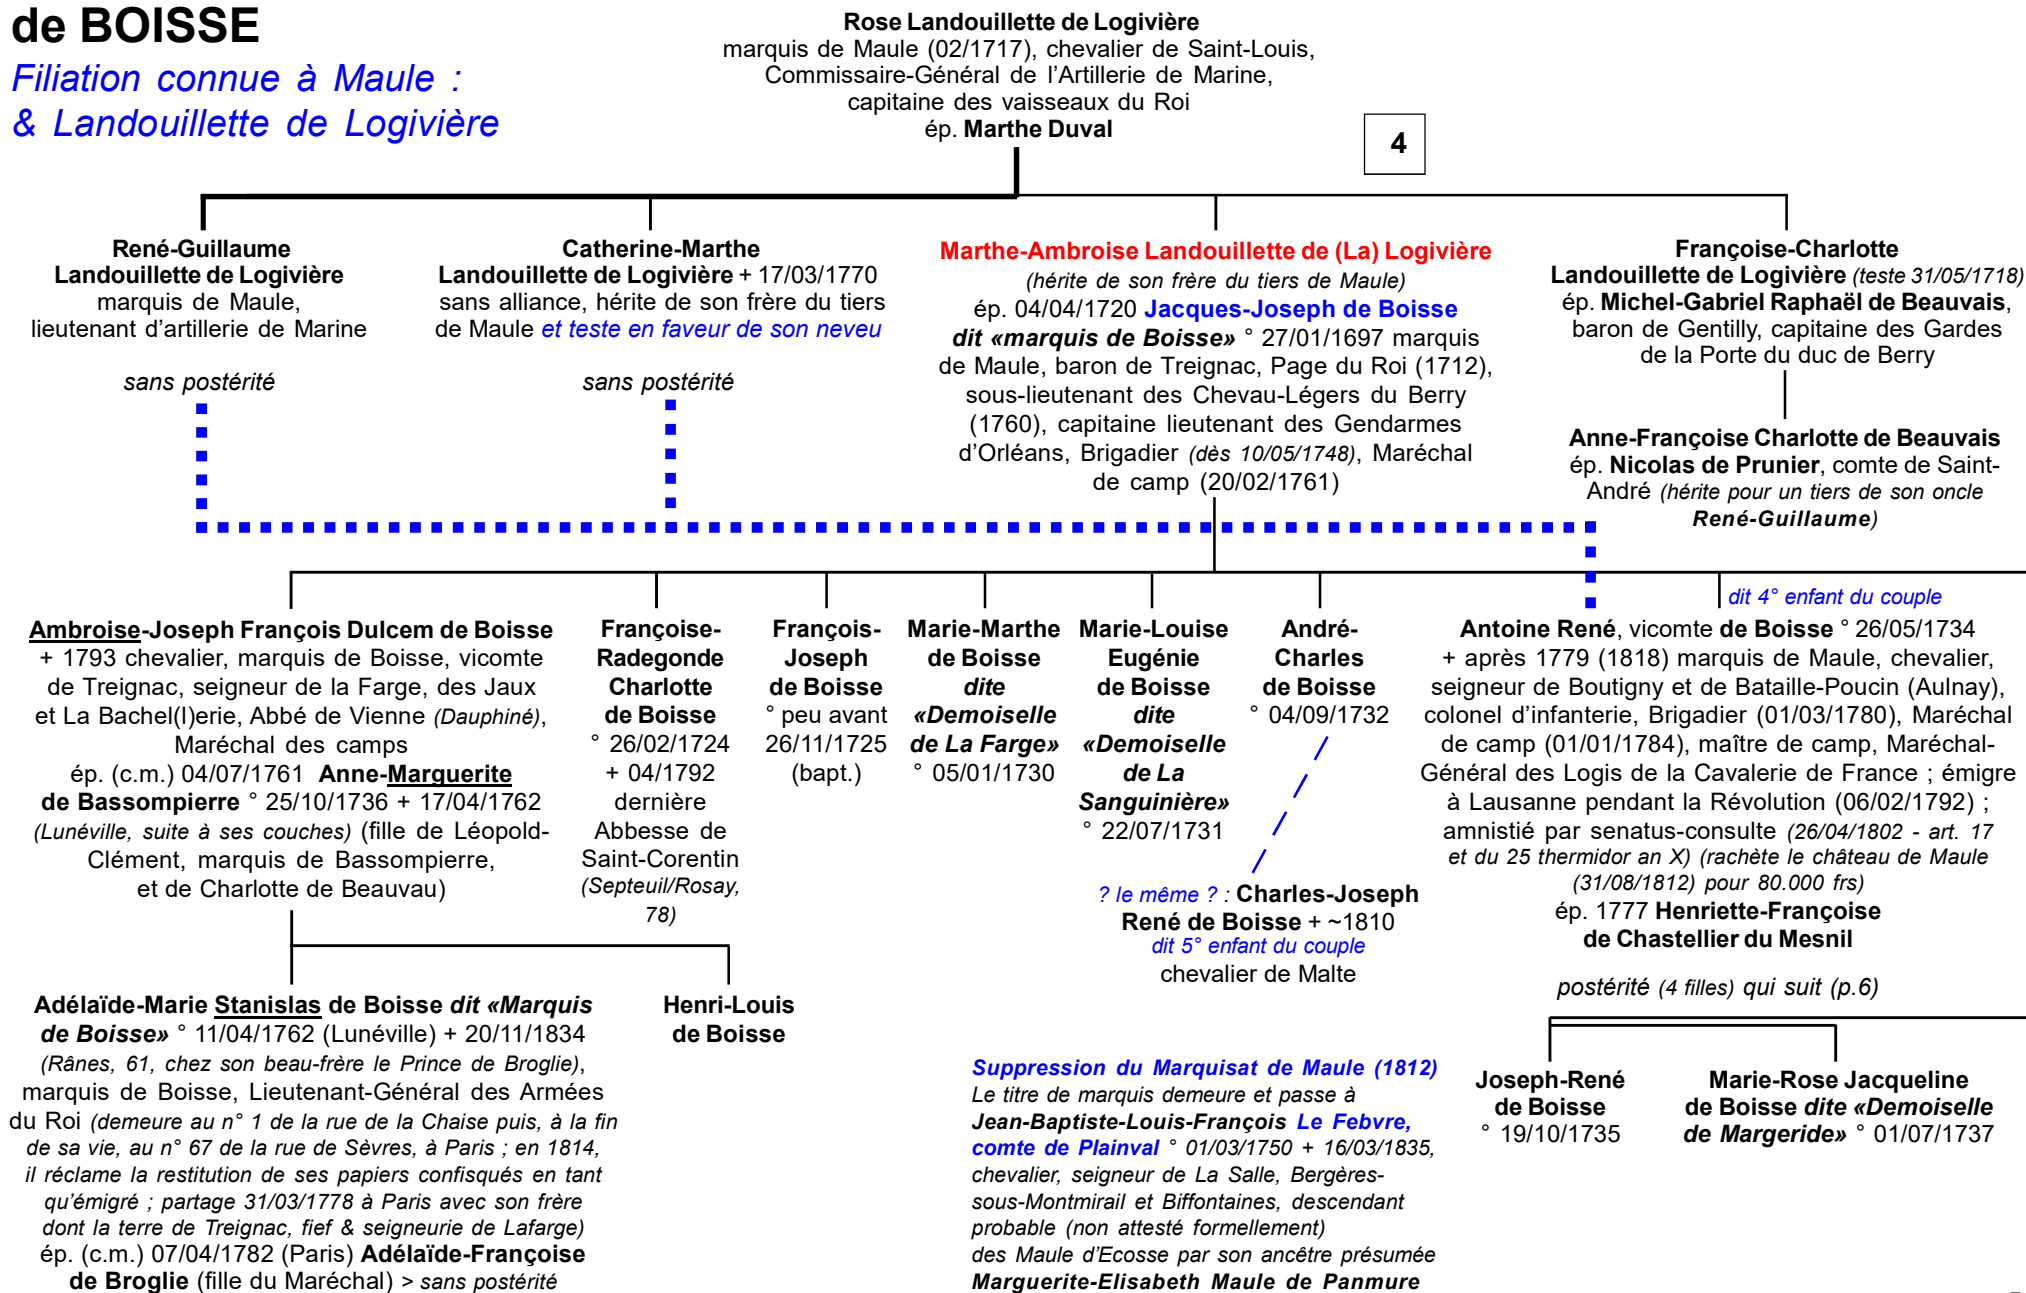 de BOISSE
Filiation connue à Maule :
& Landouillette de Logivière
Rose Landouillette de Logivière
marquis de Maule (02/1717), chevalier de Saint-Louis,
Commissaire-Général de l’Artillerie de Marine,
capitaine des vaisseaux du Roi
ép. Marthe Duval
4
René-Guillaume
Landouillette de Logivière
marquis de Maule,
lieutenant d’artillerie de Marine
sans postérité
Catherine-Marthe
Landouillette de Logivière + 17/03/1770
sans alliance, hérite de son frère du tiers
de Maule et teste en faveur de son neveu
sans postérité
Marthe-Ambroise Landouillette de (La) Logivière
(hérite de son frère du tiers de Maule)
ép. 04/04/1720 Jacques-Joseph de Boisse
dit «marquis de Boisse» ° 27/01/1697 marquis
de Maule, baron de Treignac, Page du Roi (1712),
sous-lieutenant des Chevau-Légers du Berry
(1760), capitaine lieutenant des Gendarmes
d’Orléans, Brigadier (dès 10/05/1748), Maréchal
de camp (20/02/1761)
Françoise-Charlotte
Landouillette de Logivière (teste 31/05/1718)
ép. Michel-Gabriel Raphaël de Beauvais,
baron de Gentilly, capitaine des Gardes
de la Porte du duc de Berry
Anne-Françoise Charlotte de Beauvais
ép. Nicolas de Prunier, comte de Saint-
André (hérite pour un tiers de son oncle
René-Guillaume)
Ambroise-Joseph François Dulcem de Boisse
+ 1793 chevalier, marquis de Boisse, vicomte
de Treignac, seigneur de la Farge, des Jaux
et La Bachel(l)erie, Abbé de Vienne (Dauphiné),
Maréchal des camps
ép. (c.m.) 04/07/1761 Anne-Marguerite
de Bassompierre ° 25/10/1736 + 17/04/1762
(Lunéville, suite à ses couches) (fille de Léopold-
Clément, marquis de Bassompierre,
et de Charlotte de Beauvau)
Françoise-
Radegonde
Charlotte
de Boisse
° 26/02/1724
+ 04/1792
dernière
Abbesse de
Saint-Corentin
(Septeuil/Rosay,
78)
François-
Joseph
de Boisse
° peu avant
26/11/1725
(bapt.)
Marie-Marthe
de Boisse
dite
«Demoiselle
de La Farge»
° 05/01/1730
Marie-Louise
Eugénie
de Boisse
dite
«Demoiselle
de La
Sanguinière»
° 22/07/1731
André-
Charles
de Boisse
° 04/09/1732
? le même ? : Charles-Joseph
René de Boisse + ~1810
dit 5° enfant du couple
chevalier de Malte
dit 4° enfant du couple
Antoine René, vicomte de Boisse ° 26/05/1734
+ après 1779 (1818) marquis de Maule, chevalier,
seigneur de Boutigny et de Bataille-Poucin (Aulnay),
colonel d’infanterie, Brigadier (01/03/1780), Maréchal
de camp (01/01/1784), maître de camp, Maréchal-
Général des Logis de la Cavalerie de France ; émigre
à Lausanne pendant la Révolution (06/02/1792) ;
amnistié par senatus-consulte (26/04/1802 - art. 17
et du 25 thermidor an X) (rachète le château de Maule
(31/08/1812) pour 80.000 frs)
ép. 1777 Henriette-Françoise
de Chastellier du Mesnil
postérité (4 filles) qui suit (p.6)
Adélaïde-Marie Stanislas de Boisse dit «Marquis
de Boisse» ° 11/04/1762 (Lunéville) + 20/11/1834
(Rânes, 61, chez son beau-frère le Prince de Broglie),
marquis de Boisse, Lieutenant-Général des Armées
du Roi (demeure au n° 1 de la rue de la Chaise puis, à la fin
de sa vie, au n° 67 de la rue de Sèvres, à Paris ; en 1814,
il réclame la restitution de ses papiers confisqués en tant
qu’émigré ; partage 31/03/1778 à Paris avec son frère
dont la terre de Treignac, fief & seigneurie de Lafarge)
ép. (c.m.) 07/04/1782 (Paris) Adélaïde-Françoise
de Broglie (fille du Maréchal) > sans postérité
Henri-Louis
de Boisse
Suppression du Marquisat de Maule (1812)
Le titre de marquis demeure et passe à
Jean-Baptiste-Louis-François Le Febvre,
comte de Plainval ° 01/03/1750 + 16/03/1835,
chevalier, seigneur de La Salle, Bergères-
sous-Montmirail et Biffontaines, descendant
probable (non attesté formellement)
des Maule d’Ecosse par son ancêtre présumée
Marguerite-Elisabeth Maule de Panmure
Joseph-René
de Boisse
° 19/10/1735
Marie-Rose Jacqueline
de Boisse dite «Demoiselle
de Margeride» ° 01/07/1737